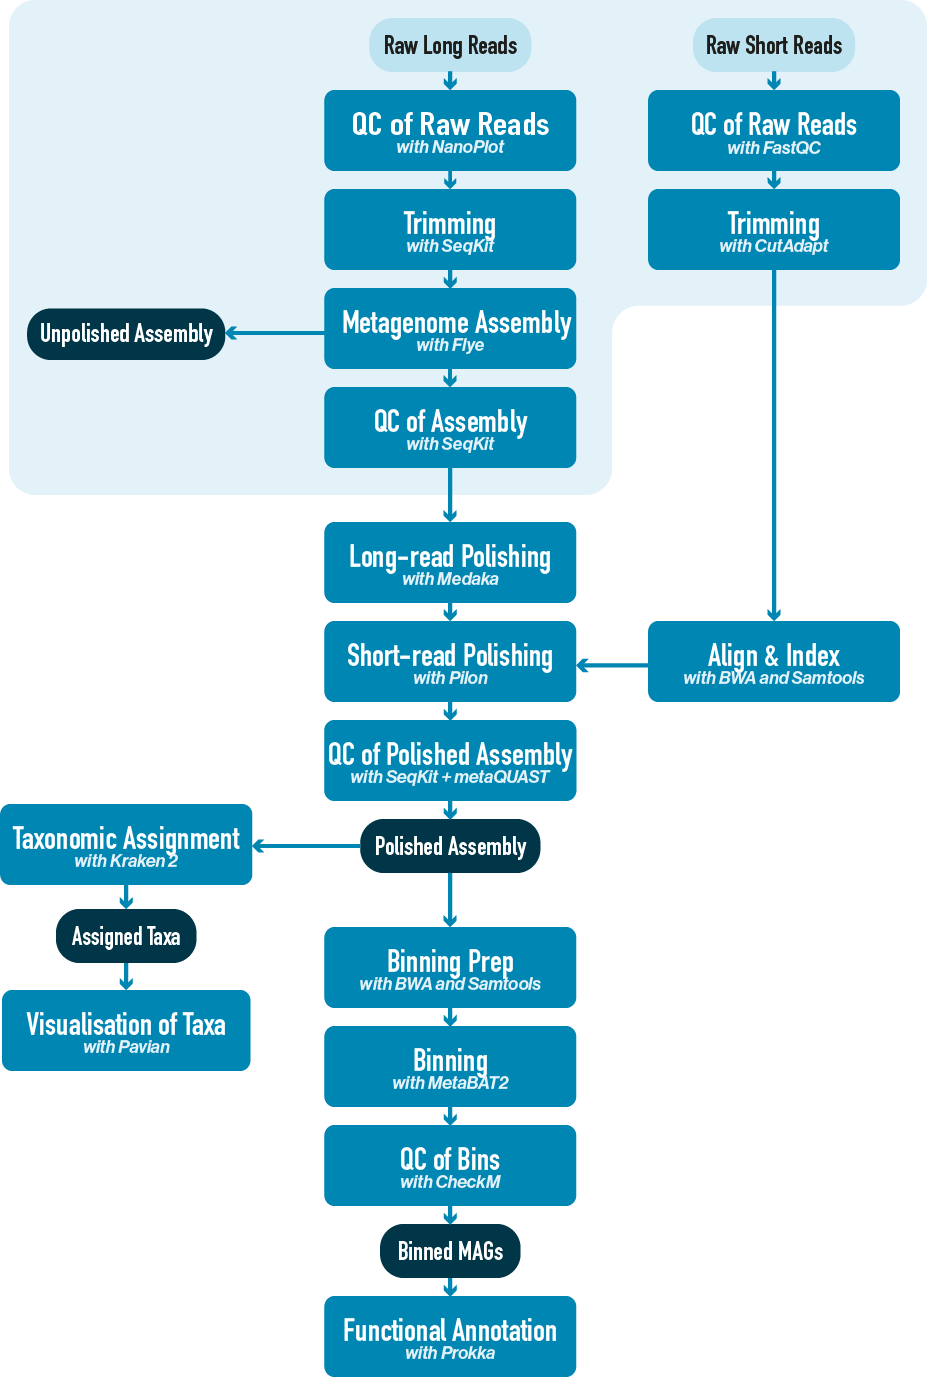 Raw Long Reads
Raw Short Reads
QC of Raw Reads
with NanoPlot
QC of Raw Reads
with FastQC
Trimming
with SeqKit
Trimming
with CutAdapt
Metagenome Assembly
with Flye
Unpolished Assembly
QC of Assembly
with SeqKit
Long-read Polishing
with Medaka
Short-read Polishing
with Pilon
Align & Index
with BWA and Samtools
QC of Polished Assembly
with SeqKit + metaQUAST
Polished Assembly
Taxonomic Assignment
with Kraken 2
Assigned Taxa
Visualisation of Taxa
with Pavian
Binning Prep
with BWA and Samtools
Binning
with MetaBAT2
QC of Bins
with CheckM
Binned MAGs
Functional Annotation
with Prokka